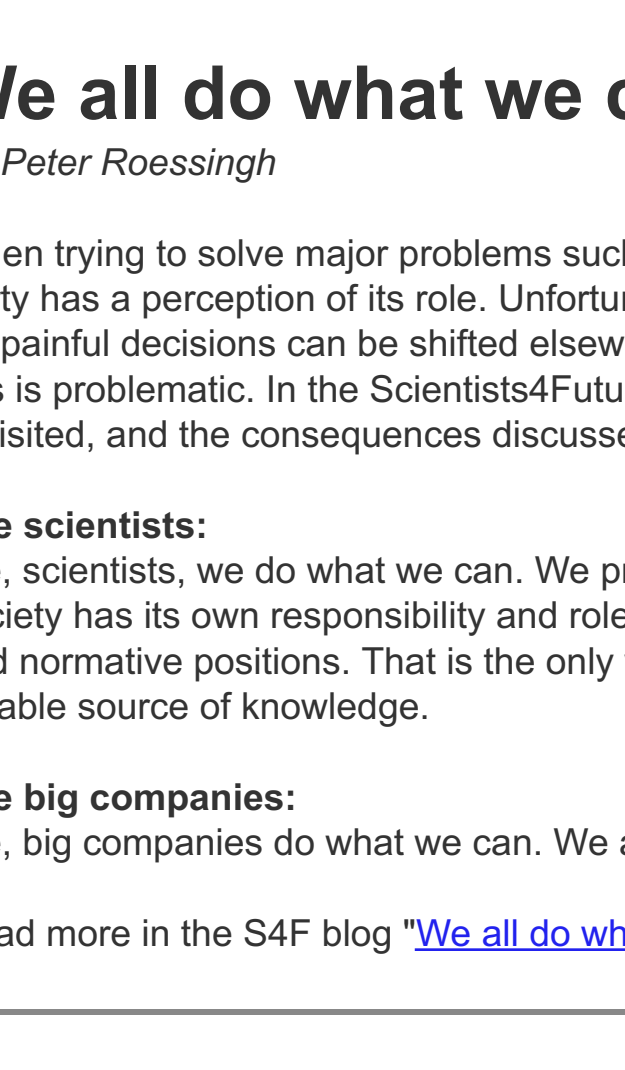 We all do what we c
Peter Roessingh
en trying to solve major problems such
ty has a perception of its role. Unfortun
painful decisions can be shifted elsew
s is problematic. In the Scientists4Futu
isited, and the consequences discusse
e scientists:
, scientists, we do what we can. We pr
ciety has its own responsibility and role
d normative positions. That is the only
able source of knowledge.
e big companies:
, big companies do what we can. We a
ad more in the S4F blog "We all do wh